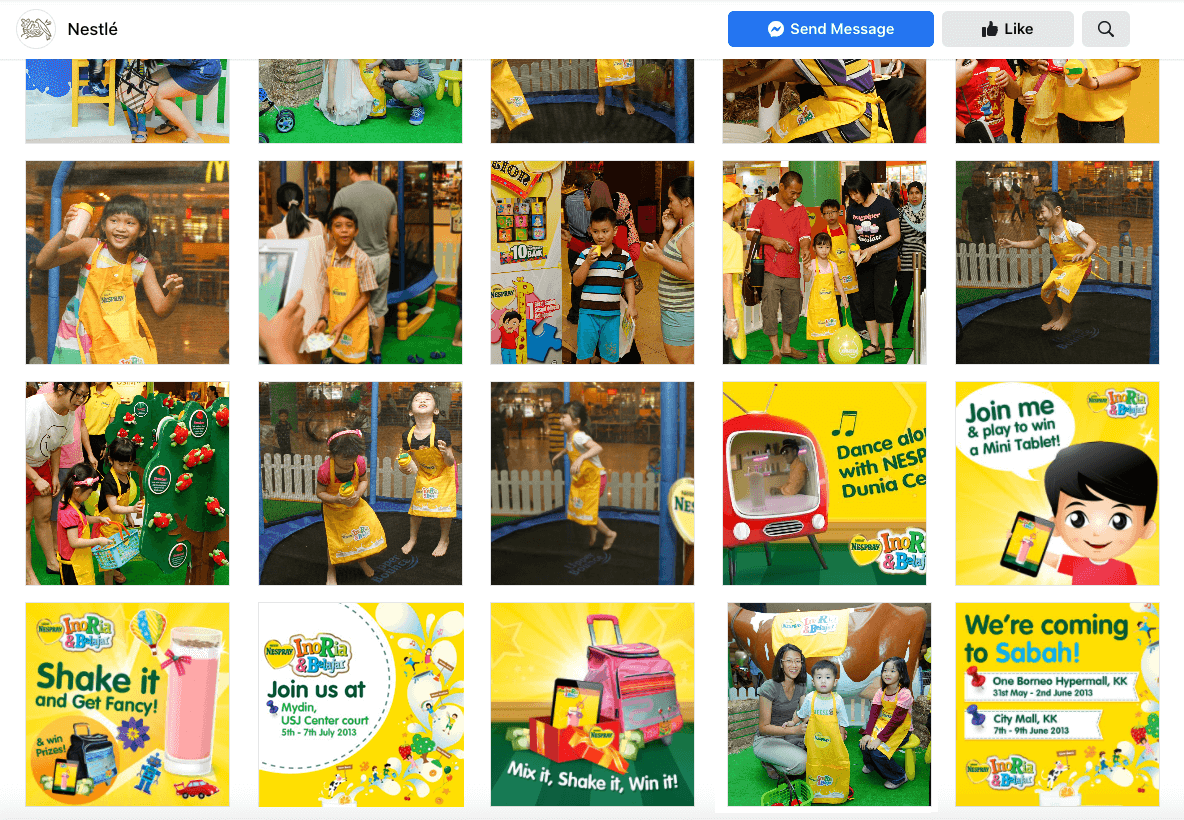 Nestlé
Send Message
Like
10
NESPRAY
NESPRAY
Join me
& play to win
a Mini Tablet!
NESPRAY InoRia
& Belajar
Dance alo
with NESP
Dunia Ce
NESPRAY InoR
& Belaj
NESPRAY InoRia
& Belajar
Shake it
and Get Fancy!
& win
Prizes!
NESPRAY InoRia
& Belajar
Join us at
Mydin,
USJ Center court
5th - 7th July 2013
NESPRAY
Mix it, Shake it, Win it!
InoRia
& Belajar
We're coming
to Sabah!
One Borneo Hypermall, KK
31st May - 2nd June 2013
City Mall, KK
7th - 9th June 2013
NESPRAY InoRia
& Belajar